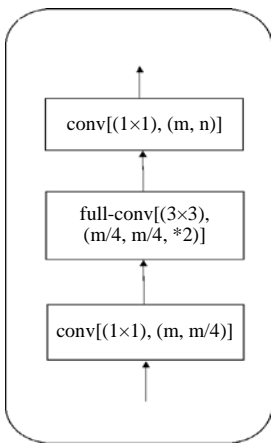 conv[(1×1), (m, n)]
full-conv[(3×3),
(m/4, m/4, *2)]
conv[(1×1), (m, m/4)]